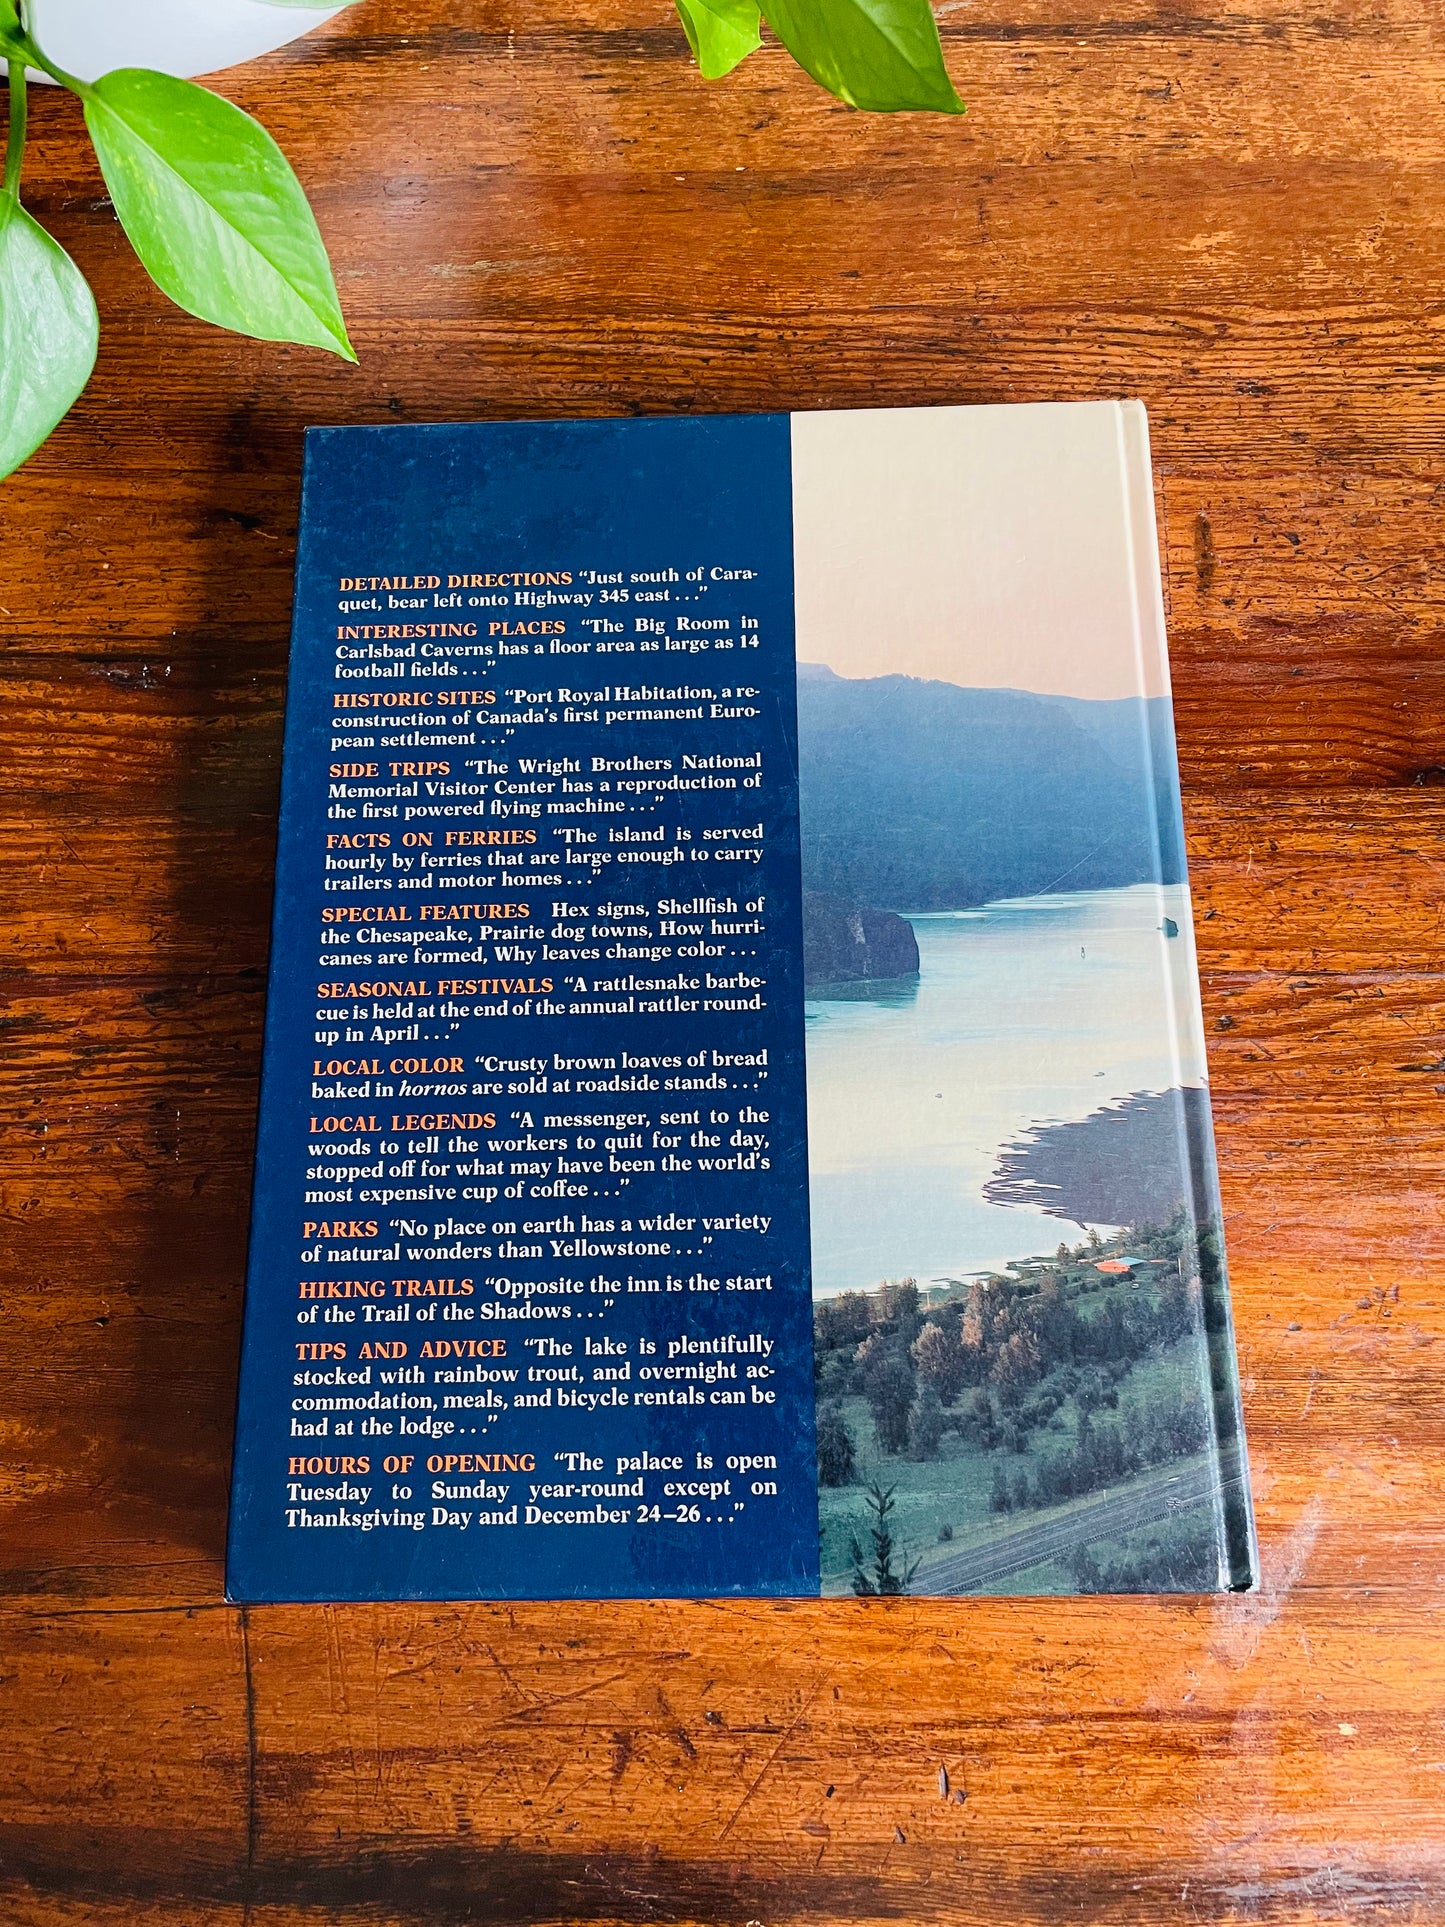 DETAILED DIRECTIONS “Just south of Cara-
quet, bear left onto Highway 345 east . . .”
INTERESTING PLACES “The Big Room in
Carlsbad Caverns has a floor area as large as 14
football fields . . .”
HISTORIC SITES “Port Royal Habitation, a re-
construction of Canada’s first permanent Euro-
pean settlement . . .”
SIDE TRIPS “The Wright Brothers National
Memorial Visitor Center has a reproduction of
the first powered flying machine . . .”
FACTS ON FERRIES “The island is served
hourly by ferries that are large enough to carry
trailers and motor homes . . .”
SPECIAL FEATURES Hex signs, Shellfish of
the Chesapeake, Prairie dog towns, How hurri-
canes are formed, Why leaves change color . . .
SEASONAL FESTIVALS “A rattlesnake barbe-
cue is held at the end of the annual rattler round-
up in April . . .”
LOCAL COLOR “Crusty brown loaves of bread
baked in hornos are sold at roadside stands . . .”
LOCAL LEGENDS “A messenger, sent to the
woods to tell the workers to quit for the day,
stopped off for what may have been the world’s
most expensive cup of coffee . . .”
PARKS “No place on earth has a wider variety
of natural wonders than Yellowstone . . .”
HIKING TRAILS “Opposite the inn is the start
of the Trail of the Shadows . . .”
TIPS AND ADVICE “The lake is plentifully
stocked with rainbow trout, and overnight ac-
commodation, meals, and bicycle rentals can be
had at the lodge . . .”
HOURS OF OPENING “The palace is open
Tuesday to Sunday year-round except on
Thanksgiving Day and December 24–26 . . .”